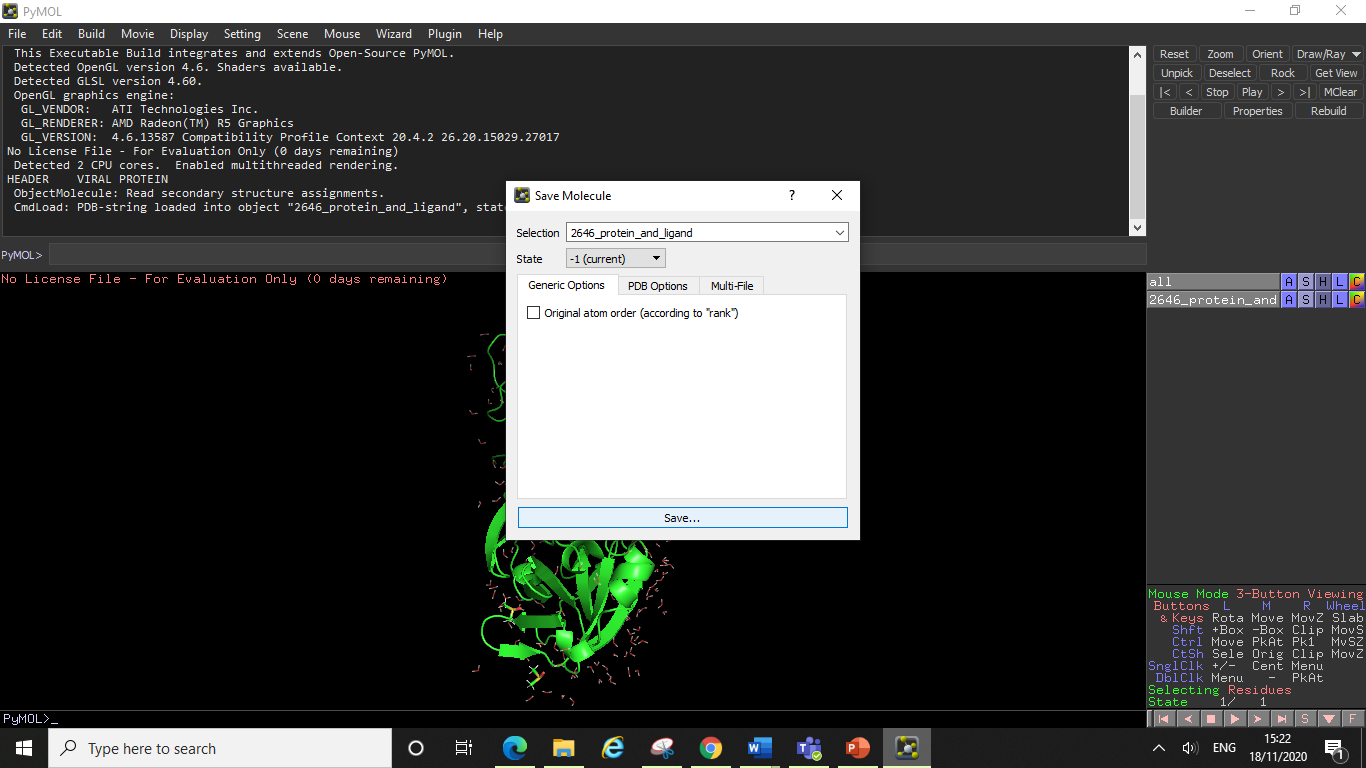 PyMOL
File Edit Build Movie Display Setting Scene Mouse Wizard Plugin Help
This Executable Build integrates and extends Open-Source PyMOL.
Detected OpenGL version 4.6. Shaders available.
Detected GLSL version 4.60.
OpenGL graphics engine:
GL_VENDOR: ATI Technologies Inc.
GL_RENDERER: AMD Radeon(TM) R5 Graphics
GL_VERSION: 4.6.13587 Compatibility Profile Context 20.4.2 26.20.15029.27017
No License File - For Evaluation Only (0 days remaining)
Detected 2 CPU cores. Enabled multithreaded rendering.
HEADER VIRAL PROTEIN
ObjectMolecule: Read secondary structure assignments.
CmdLoad: PDB-string loaded into object "2646_protein_and_ligand", state
PyMOL>
Reset Zoom Orient Draw/Ray
Unpick Deselect Rock Get View
|< < Stop Play > >| MClear
Builder Properties Rebuild
No License File - For Evaluation Only (0 days remaining)
Save Molecule ?
Selection 2646_protein_and_ligand
State -1 (current)
Generic Options PDB Options Multi-File
Original atom order (according to "rank")
Save...
all A S H L C
2646_protein_and A S H L C
Mouse Mode 3-Button Viewing
Buttons L M R Wheel
& Keys Rota Move MovZ Slab
Shft +Box -Box Clip MovS
Ctrl Move PkAt Pk1 MvSZ
CtSh Sele Orig Clip MovZ
SnglClk +/- Cent Menu
DblClk Menu - PkAt
Selecting Residues
State 1/ 1
S F
PyMOL>_
Type here to search
ENG
15:22
18/11/2020
1